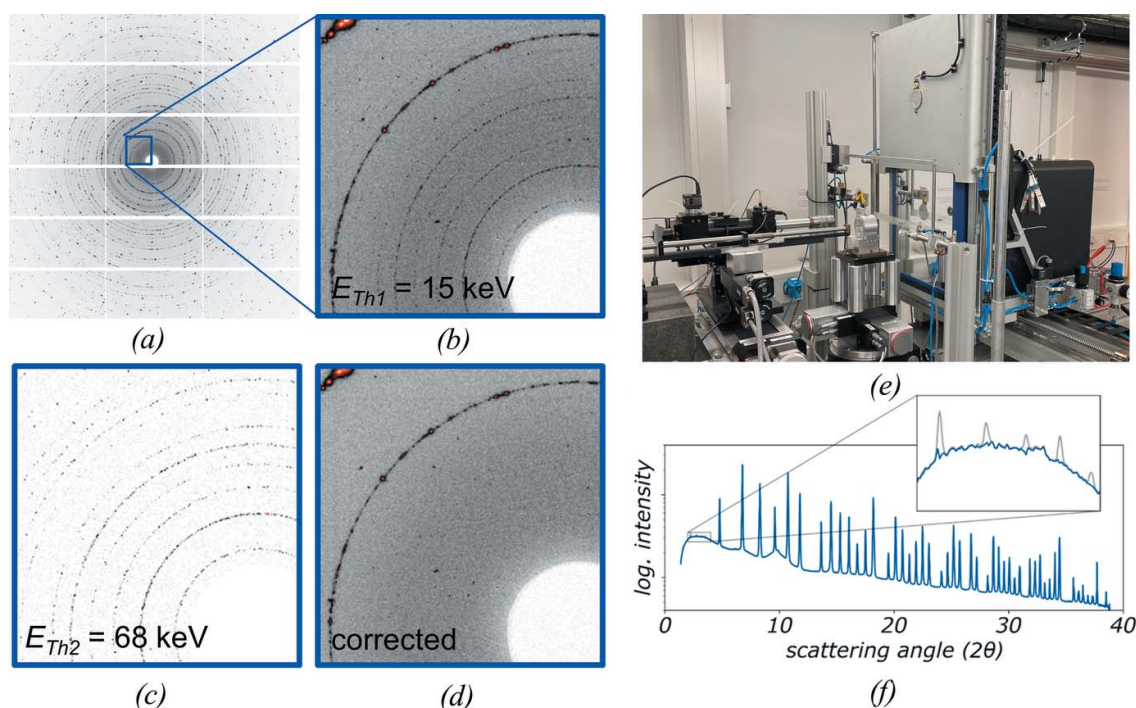 (a)
E_Th1 = 15 keV
(b)
(e)
E_Th2 = 68 keV
(c)
corrected
(d)
log. intensity
0 10 20 30 40
scattering angle (2θ)
(f)